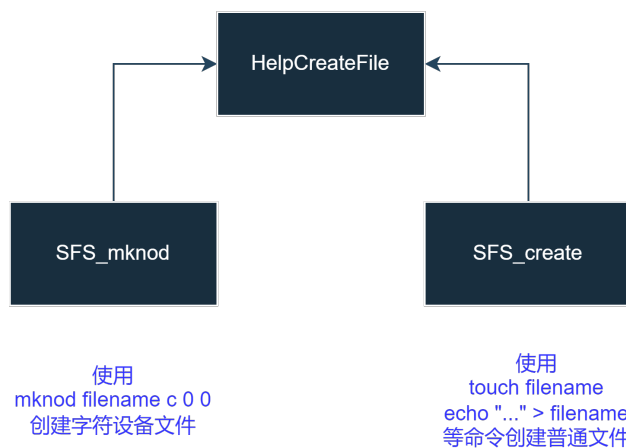 HelpCreateFile
SFS_mknod
SFS_create
使用
mknod filename c 0 0
创建字符设备文件
使用
touch filename
echo "..." > filename
等命令创建普通文件